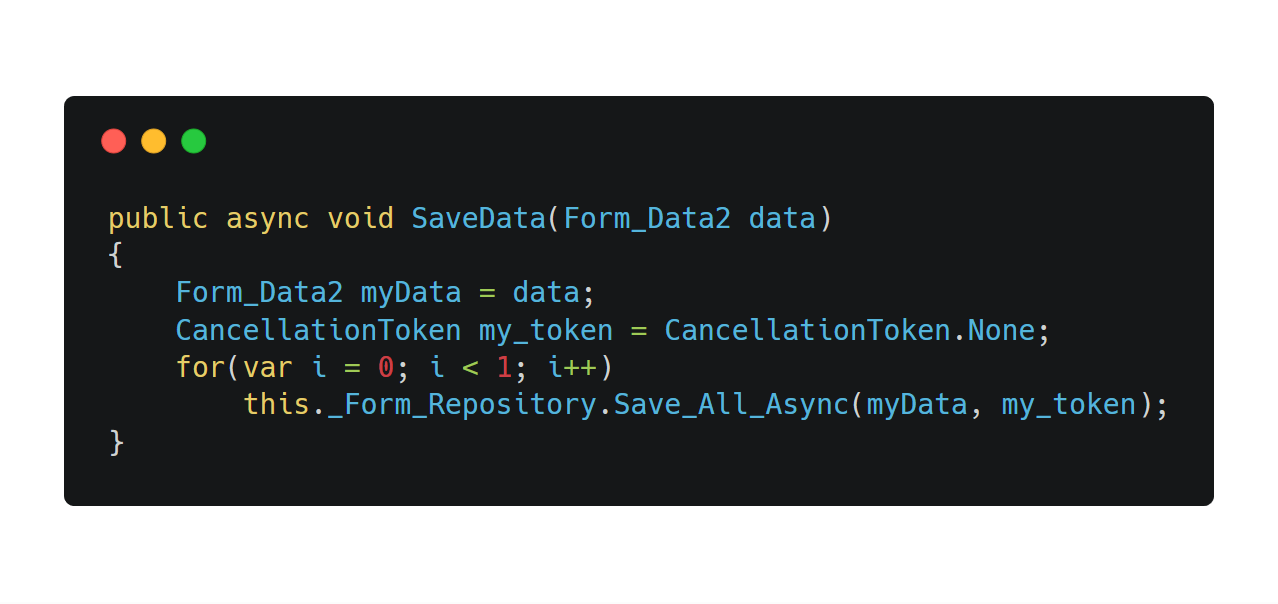 public async void SaveData(Form_Data2 data)
{
    Form_Data2 myData = data;
    CancellationToken my_token = CancellationToken.None;
    for(var i = 0; i < 1; i++)
        this._Form_Repository.Save_All_Async(myData, my_token);
}